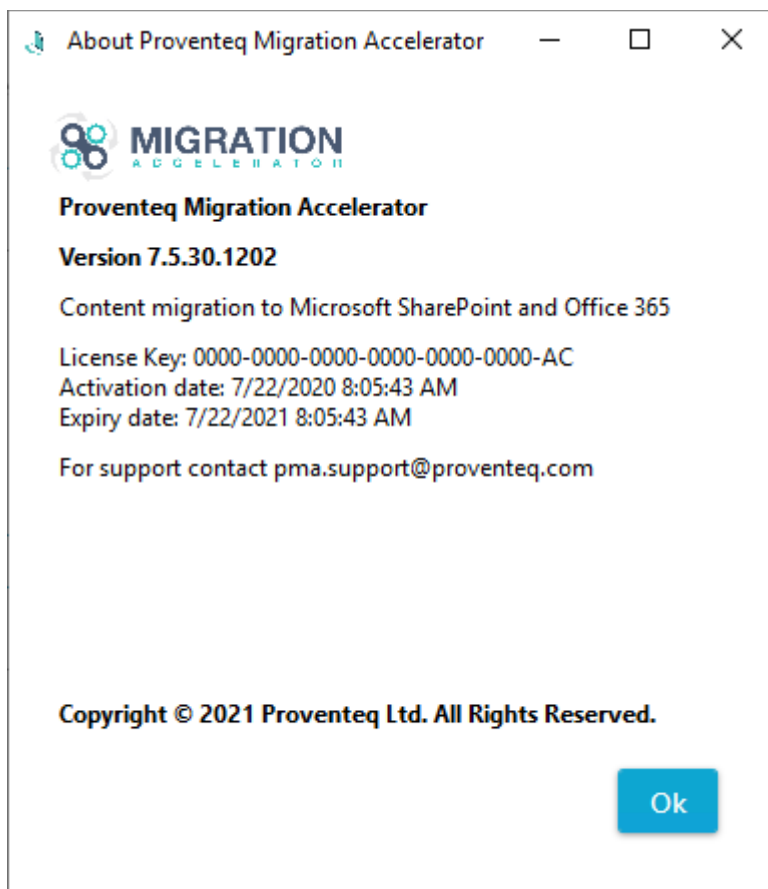 About Proventeq Migration Accelerator
MIGRATION
ACCELERATOR
Proventeq Migration Accelerator
Version 7.5.30.1202
Content migration to Microsoft SharePoint and Office 365
License Key: 0000-0000-0000-0000-0000-0000-AC
Activation date: 7/22/2020 8:05:43 AM
Expiry date: 7/22/2021 8:05:43 AM
For support contact pma.support@proventeq.com
Copyright © 2021 Proventeq Ltd. All Rights Reserved.
Ok